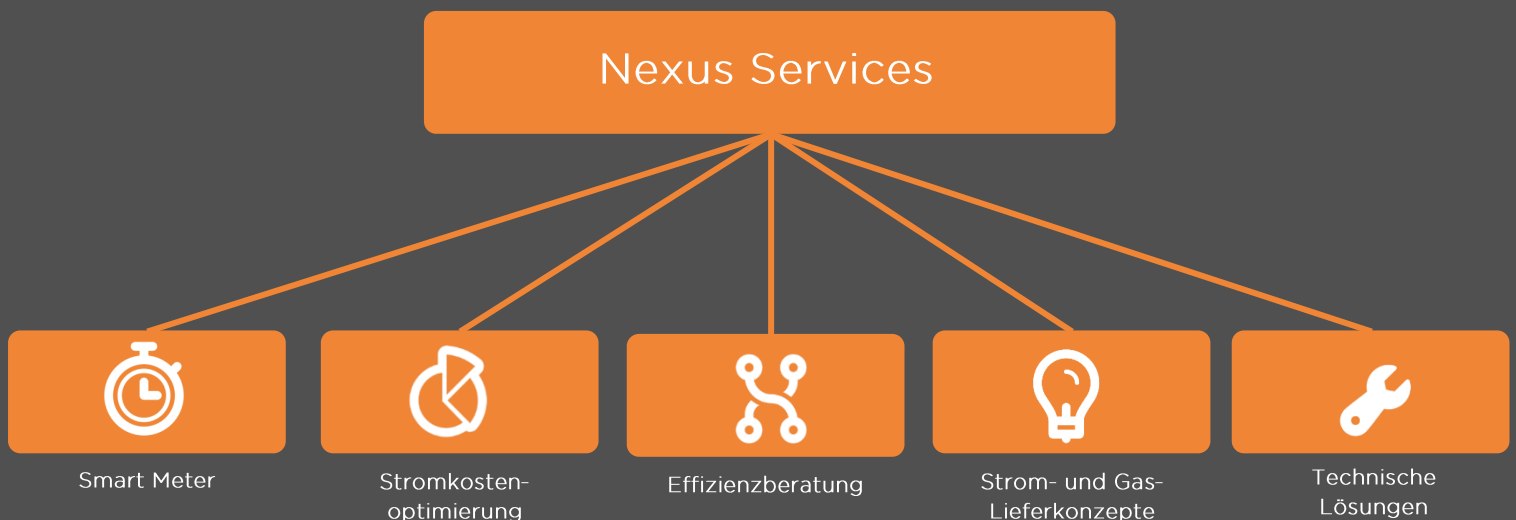 Nexus Services
Smart Meter
Stromkosten-
optimierung
Effizienzberatung
Strom- und Gas-
Lieferkonzepte
Technische
Lösungen